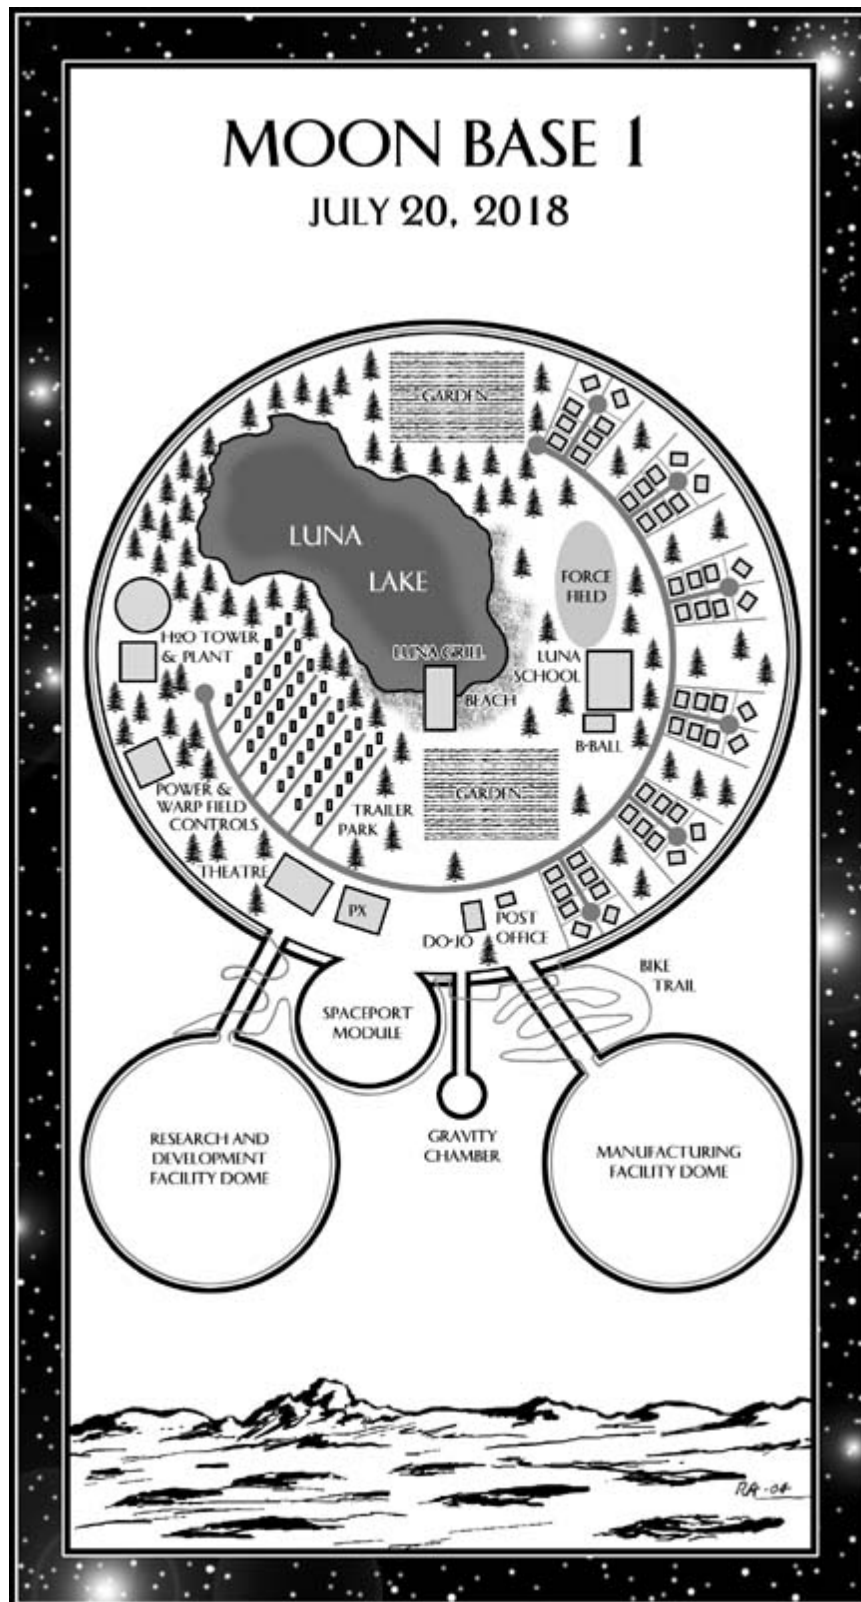 MOON BASE 1
JULY 20, 2018
GARDEN
LUNA
LAKE
FORCE
FIELD
H2O TOWER
& PLANT
LUNA GRILL
LUNA
SCHOOL
BEACH
B-BALL
POWER &
WARP FIELD
CONTROLS
TRAILER
PARK
GARDEN
THEATRE
PX
DO-JO
POST
OFFICE
BIKE
TRAIL
SPACEPORT
MODULE
GRAVITY
CHAMBER
RESEARCH AND
DEVELOPMENT
FACILITY DOME
MANUFACTURING
FACILITY DOME
RA-04